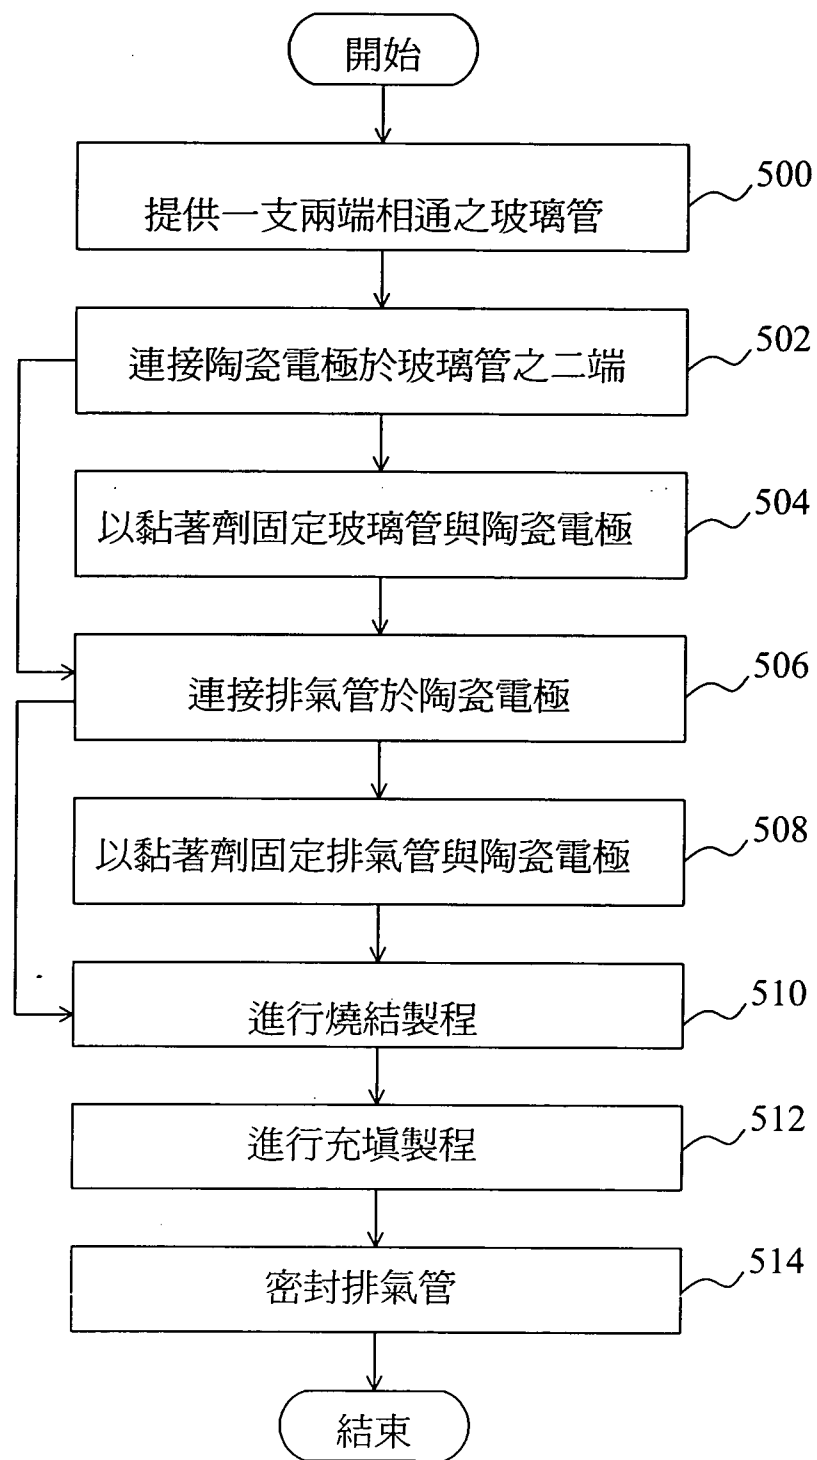 開始
提供一支兩端相通之玻璃管
500
連接陶瓷電極於玻璃管之二端
502
以黏著劑固定玻璃管與陶瓷電極
504
連接排氣管於陶瓷電極
506
以黏著劑固定排氣管與陶瓷電極
508
進行燒結製程
510
進行充填製程
512
密封排氣管
514
結束